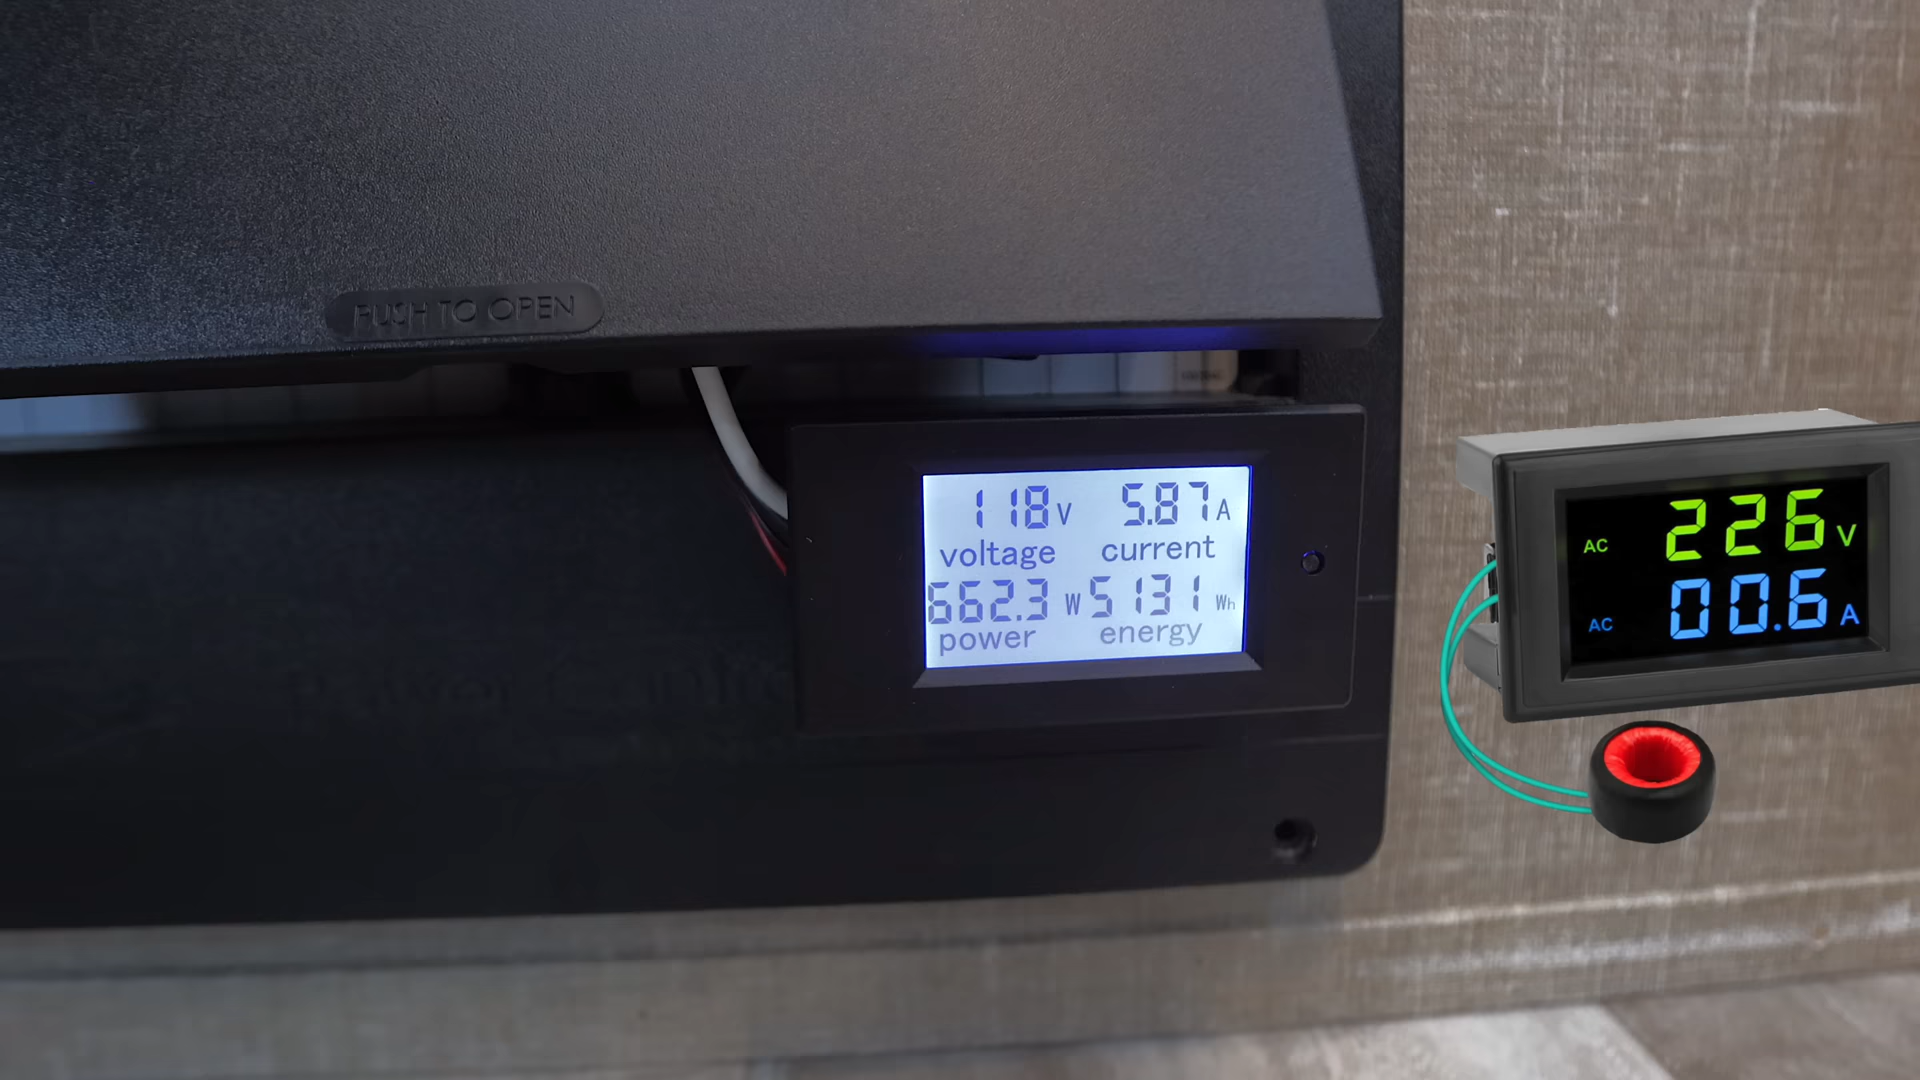 PUSH TO OPEN
118 V 5.87 A
voltage current
662.3 W 5131 Wh
power energy
AC 226 V
AC 00.6 A